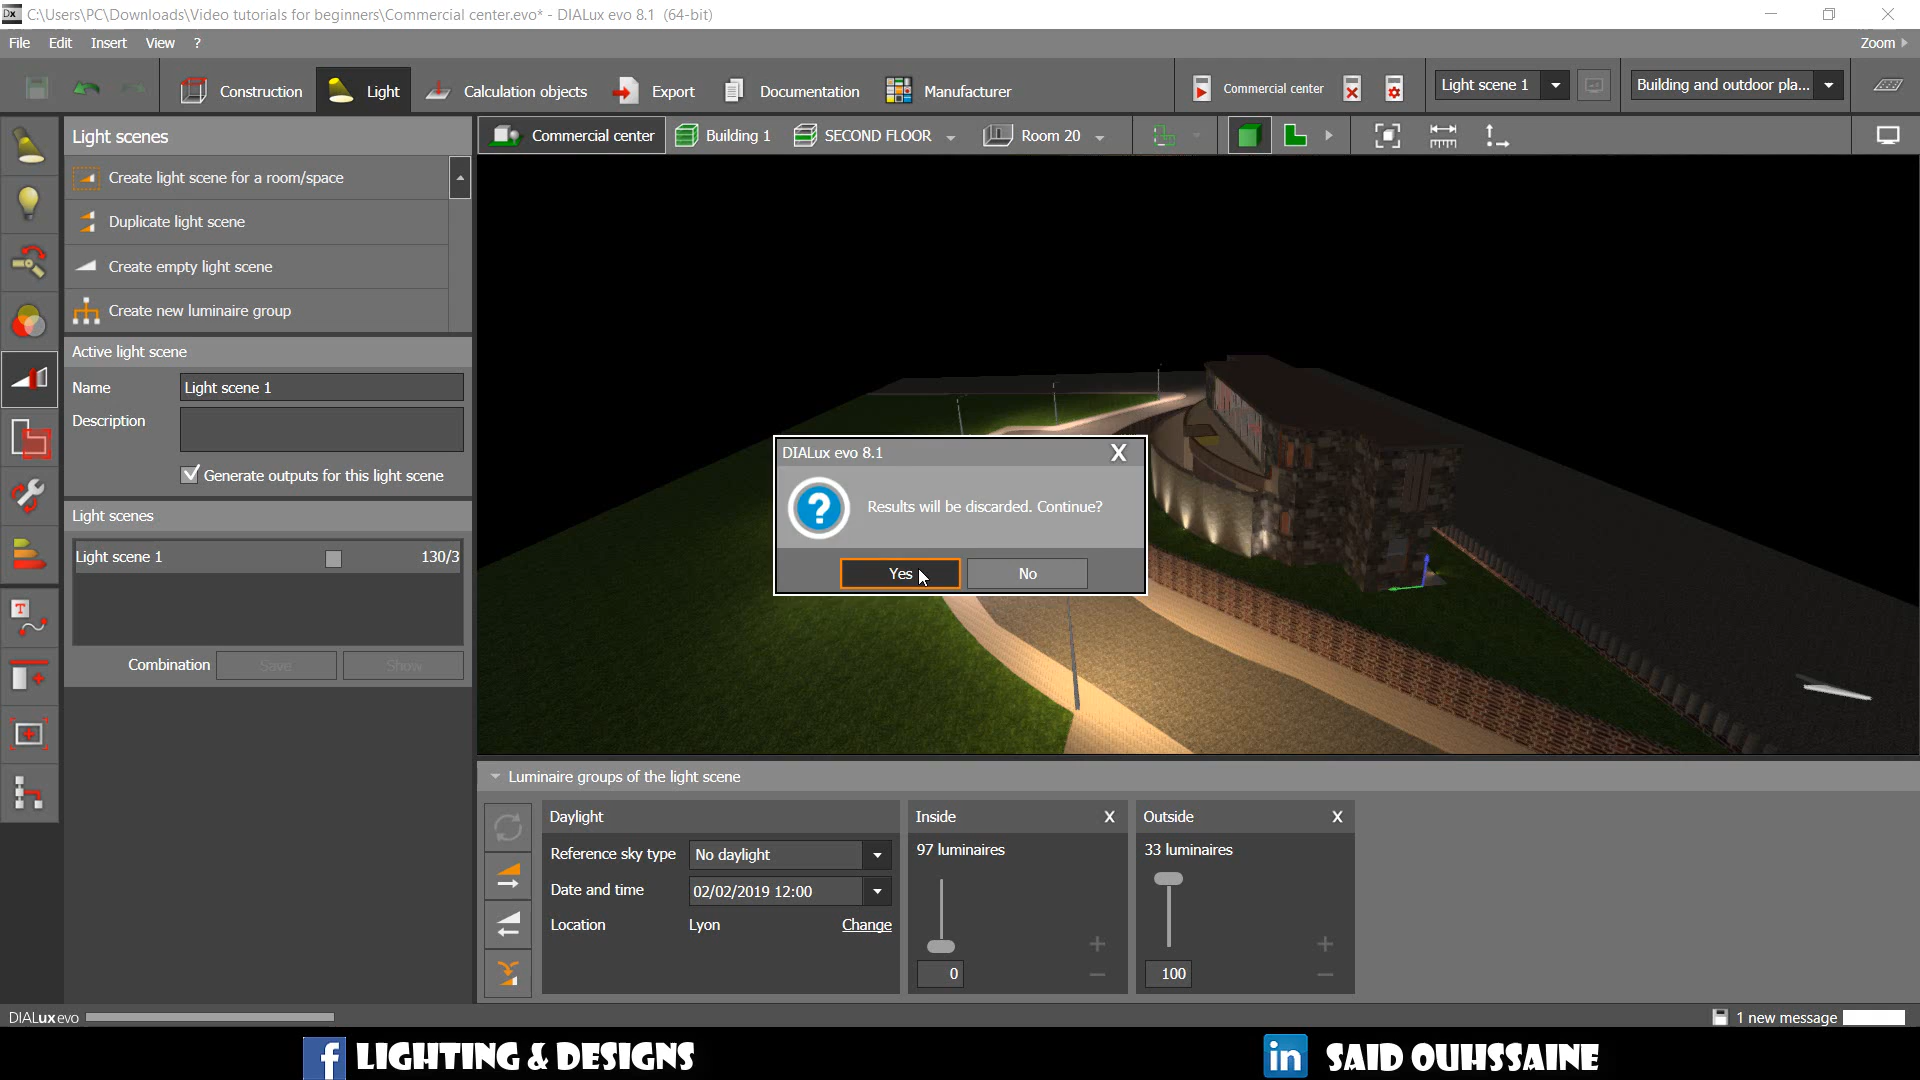 Dx C:\Users\PC\Downloads\Video tutorials for beginners\Commercial center.evo* - DIALux evo 8.1 (64-bit)
File Edit Insert View ? Zoom
Construction Light Calculation objects Export Documentation Manufacturer Commercial center Light scene 1 Building and outdoor pla...
Light scenes Commercial center Building 1 SECOND FLOOR Room 20
Create light scene for a room/space
Duplicate light scene
Create empty light scene
Create new luminaire group
Active light scene
Name Light scene 1
Description
Generate outputs for this light scene
Light scenes
Light scene 1 130/3
Combination Save Show
DIALux evo 8.1 X
Results will be discarded. Continue?
Yes No
Luminaire groups of the light scene
Daylight
Reference sky type No daylight
Date and time 02/02/2019 12:00
Location Lyon Change
Inside X
97 luminaires
0
Outside X
33 luminaires
100
DIALux evo 1 new message
f LIGHTING & DESIGNS in SAID OUHSSAINE